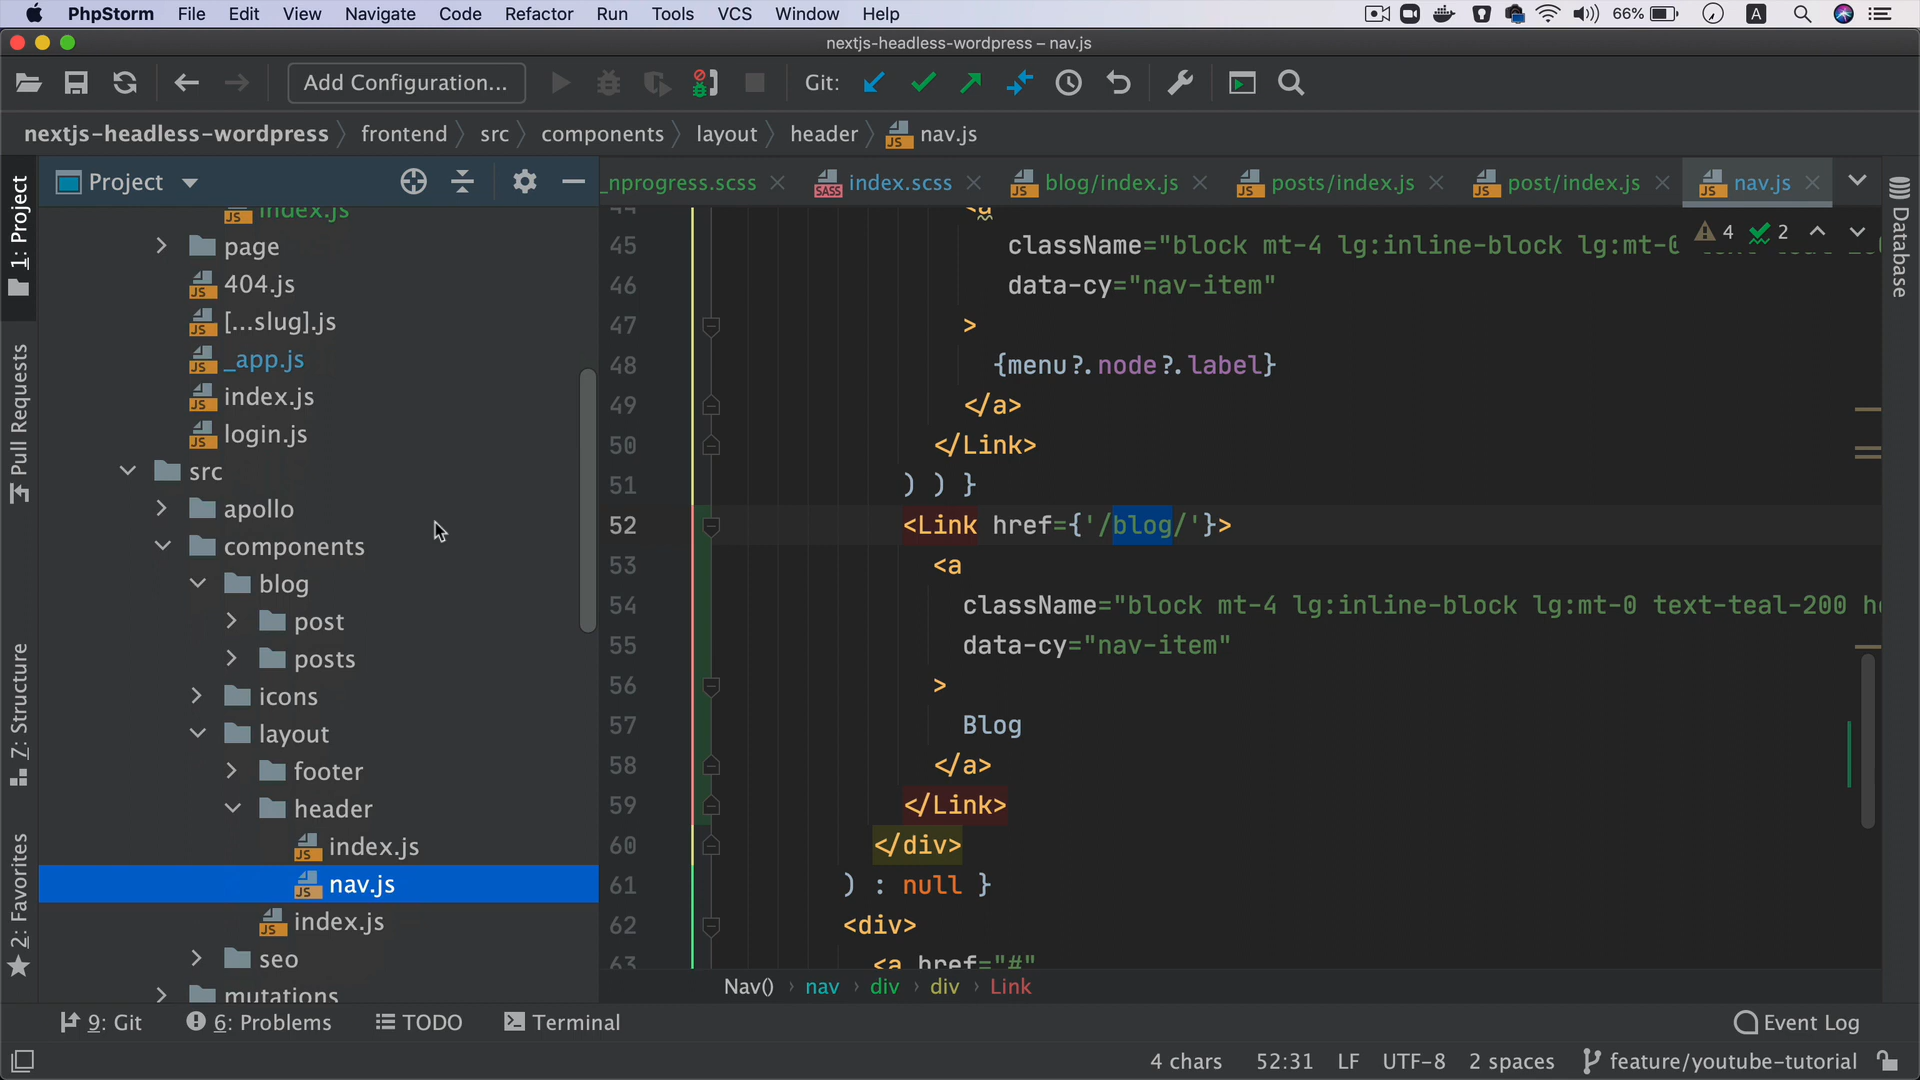 PhpStorm File Edit View Navigate Code Refactor Run Tools VCS Window Help 66% A
nextjs-headless-wordpress – nav.js
Add Configuration... Git:
nextjs-headless-wordpress frontend src components layout header nav.js
Project
_nprogress.scss index.scss blog/index.js posts/index.js post/index.js nav.js
1: Project
Pull Requests
Z: Structure
2: Favorites
Database
index.js
page
404.js
[...slug].js
_app.js
index.js
login.js
src
apollo
components
blog
post
posts
icons
layout
footer
header
index.js
nav.js
index.js
seo
mutations
4 2
44 <a
45 className="block mt-4 lg:inline-block lg:mt-0
46 data-cy="nav-item"
47 >
48 {menu?.node?.label}
49 </a>
50 </Link>
51 ) ) }
52 <Link href={'/blog/'}>
53 <a
54 className="block mt-4 lg:inline-block lg:mt-0 text-teal-200 h
55 data-cy="nav-item"
56 >
57 Blog
58 </a>
59 </Link>
60 </div>
61 ) : null }
62 <div>
63 <a href="#"
Nav() nav div div Link
9: Git 6: Problems TODO Terminal Event Log
4 chars 52:31 LF UTF-8 2 spaces feature/youtube-tutorial